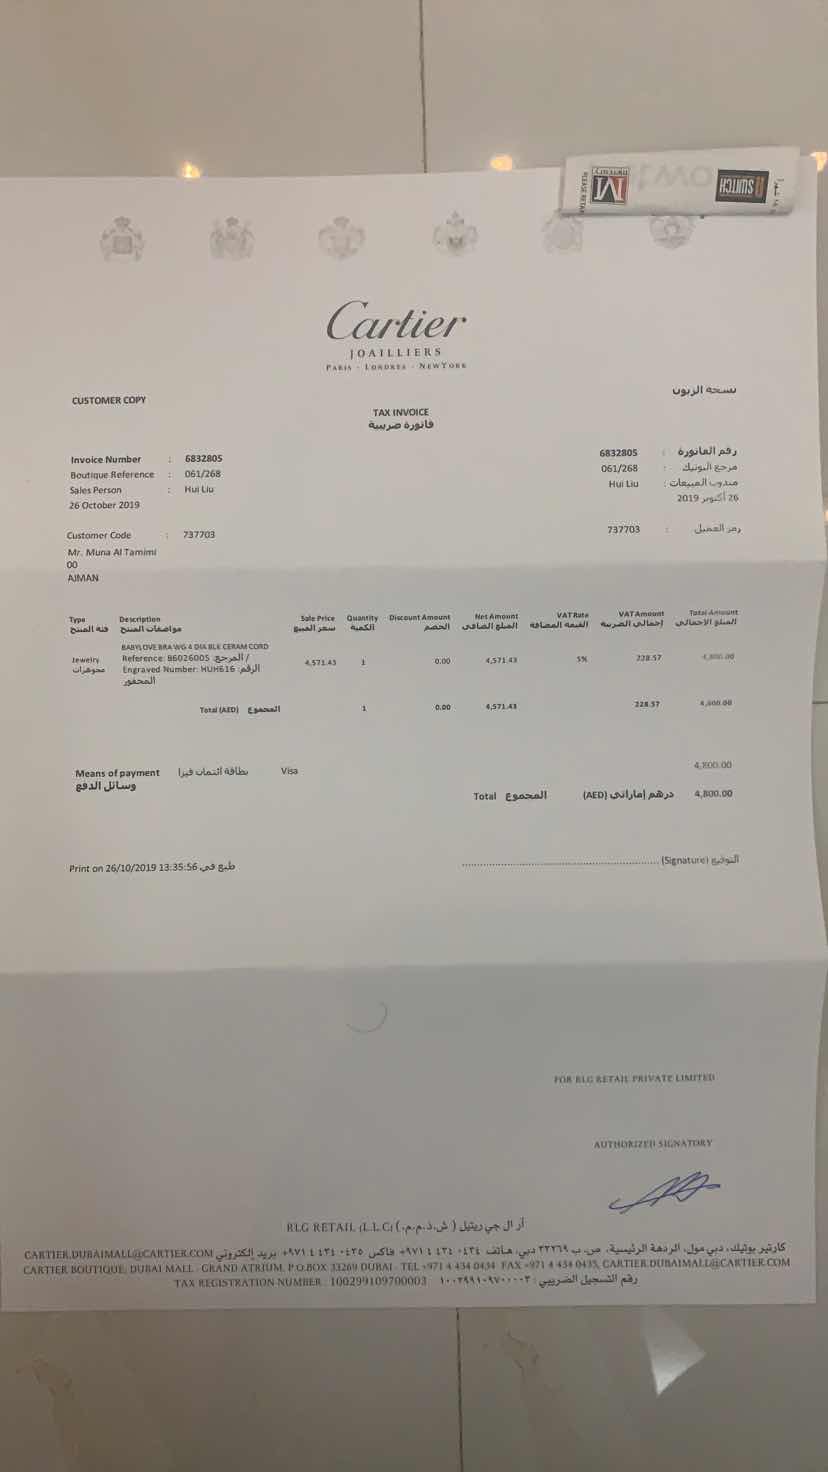 PLEASE RETAI
M
MERCURY
SWITCH
Cartier
JOAILLIERS
PARIS - LONDRES - NEWYORK
CUSTOMER COPY
نسخة الزبون
TAX INVOICE
فاتورة ضريبية
Invoice Number : 6832805
6832805 : رقم الفاتورة
Boutique Reference : 061/268
061/268 : مرجع البوتيك
Sales Person : Hui Liu
Hui Liu : مندوب المبيعات
26 October 2019
26 أكتوبر 2019
Customer Code : 737703
737703 : رمز العميل
Mr. Muna Al Tamimi
00
AJMAN
Type Description Sale Price Quantity Discount Amount Net Amount VAT Rate VAT Amount Total Amount
فئة المنتج مواصفات المنتج سعر المبيع الكمية الخصم المبلغ الصافي القيمة المضافة إجمالي الضريبة المبلغ الإجمالي
BABYLOVE BRA WG 4 DIA BLE CERAM CORD
Jewelry Reference: B6026005 :المرجع / 4,571.43 1 0.00 4,571.43 5% 228.57 4,800.00
مجوهرات Engraved Number: HUH616 :الرقم
المحفور
Total (AED) المجموع 1 0.00 4,571.43 228.57 4,800.00
Means of payment بطاقة ائتمان فيزا Visa 4,800.00
وسائل الدفع
Total المجموع (AED) درهم إماراتي 4,800.00
Print on 26/10/2019 13:35:56 طبع في
(Signature) التوقيع
FOR RLG RETAIL PRIVATE LIMITED
AUTHORIZED SIGNATORY
RLG RETAIL (L.L.C) (.ش.ذ.م.م) آر ال جي ريتيل
كارتير بوتيك، دبي مول، الردهة الرئيسية، ص. ب ٣٣٢٦٩ دبي، هاتف ٠٤٣٤ ٤٣٤ ٤ ٩٧١+ فاكس ٠٤٣٥ ٤٣٤ ٤ ٩٧١+ بريد إلكتروني CARTIER.DUBAIMALL@CARTIER.COM
CARTIER BOUTIQUE, DUBAI MALL - GRAND ATRIUM, P.O.BOX 33269 DUBAI - TEL +971 4 434 0434 FAX +971 4 434 0435, CARTIER.DUBAIMALL@CARTIER.COM
TAX REGISTRATION NUMBER : 100299109700003 رقم التسجيل الضريبي : ١٠٠٢٩٩١٠٩٧٠٠٠٠٣